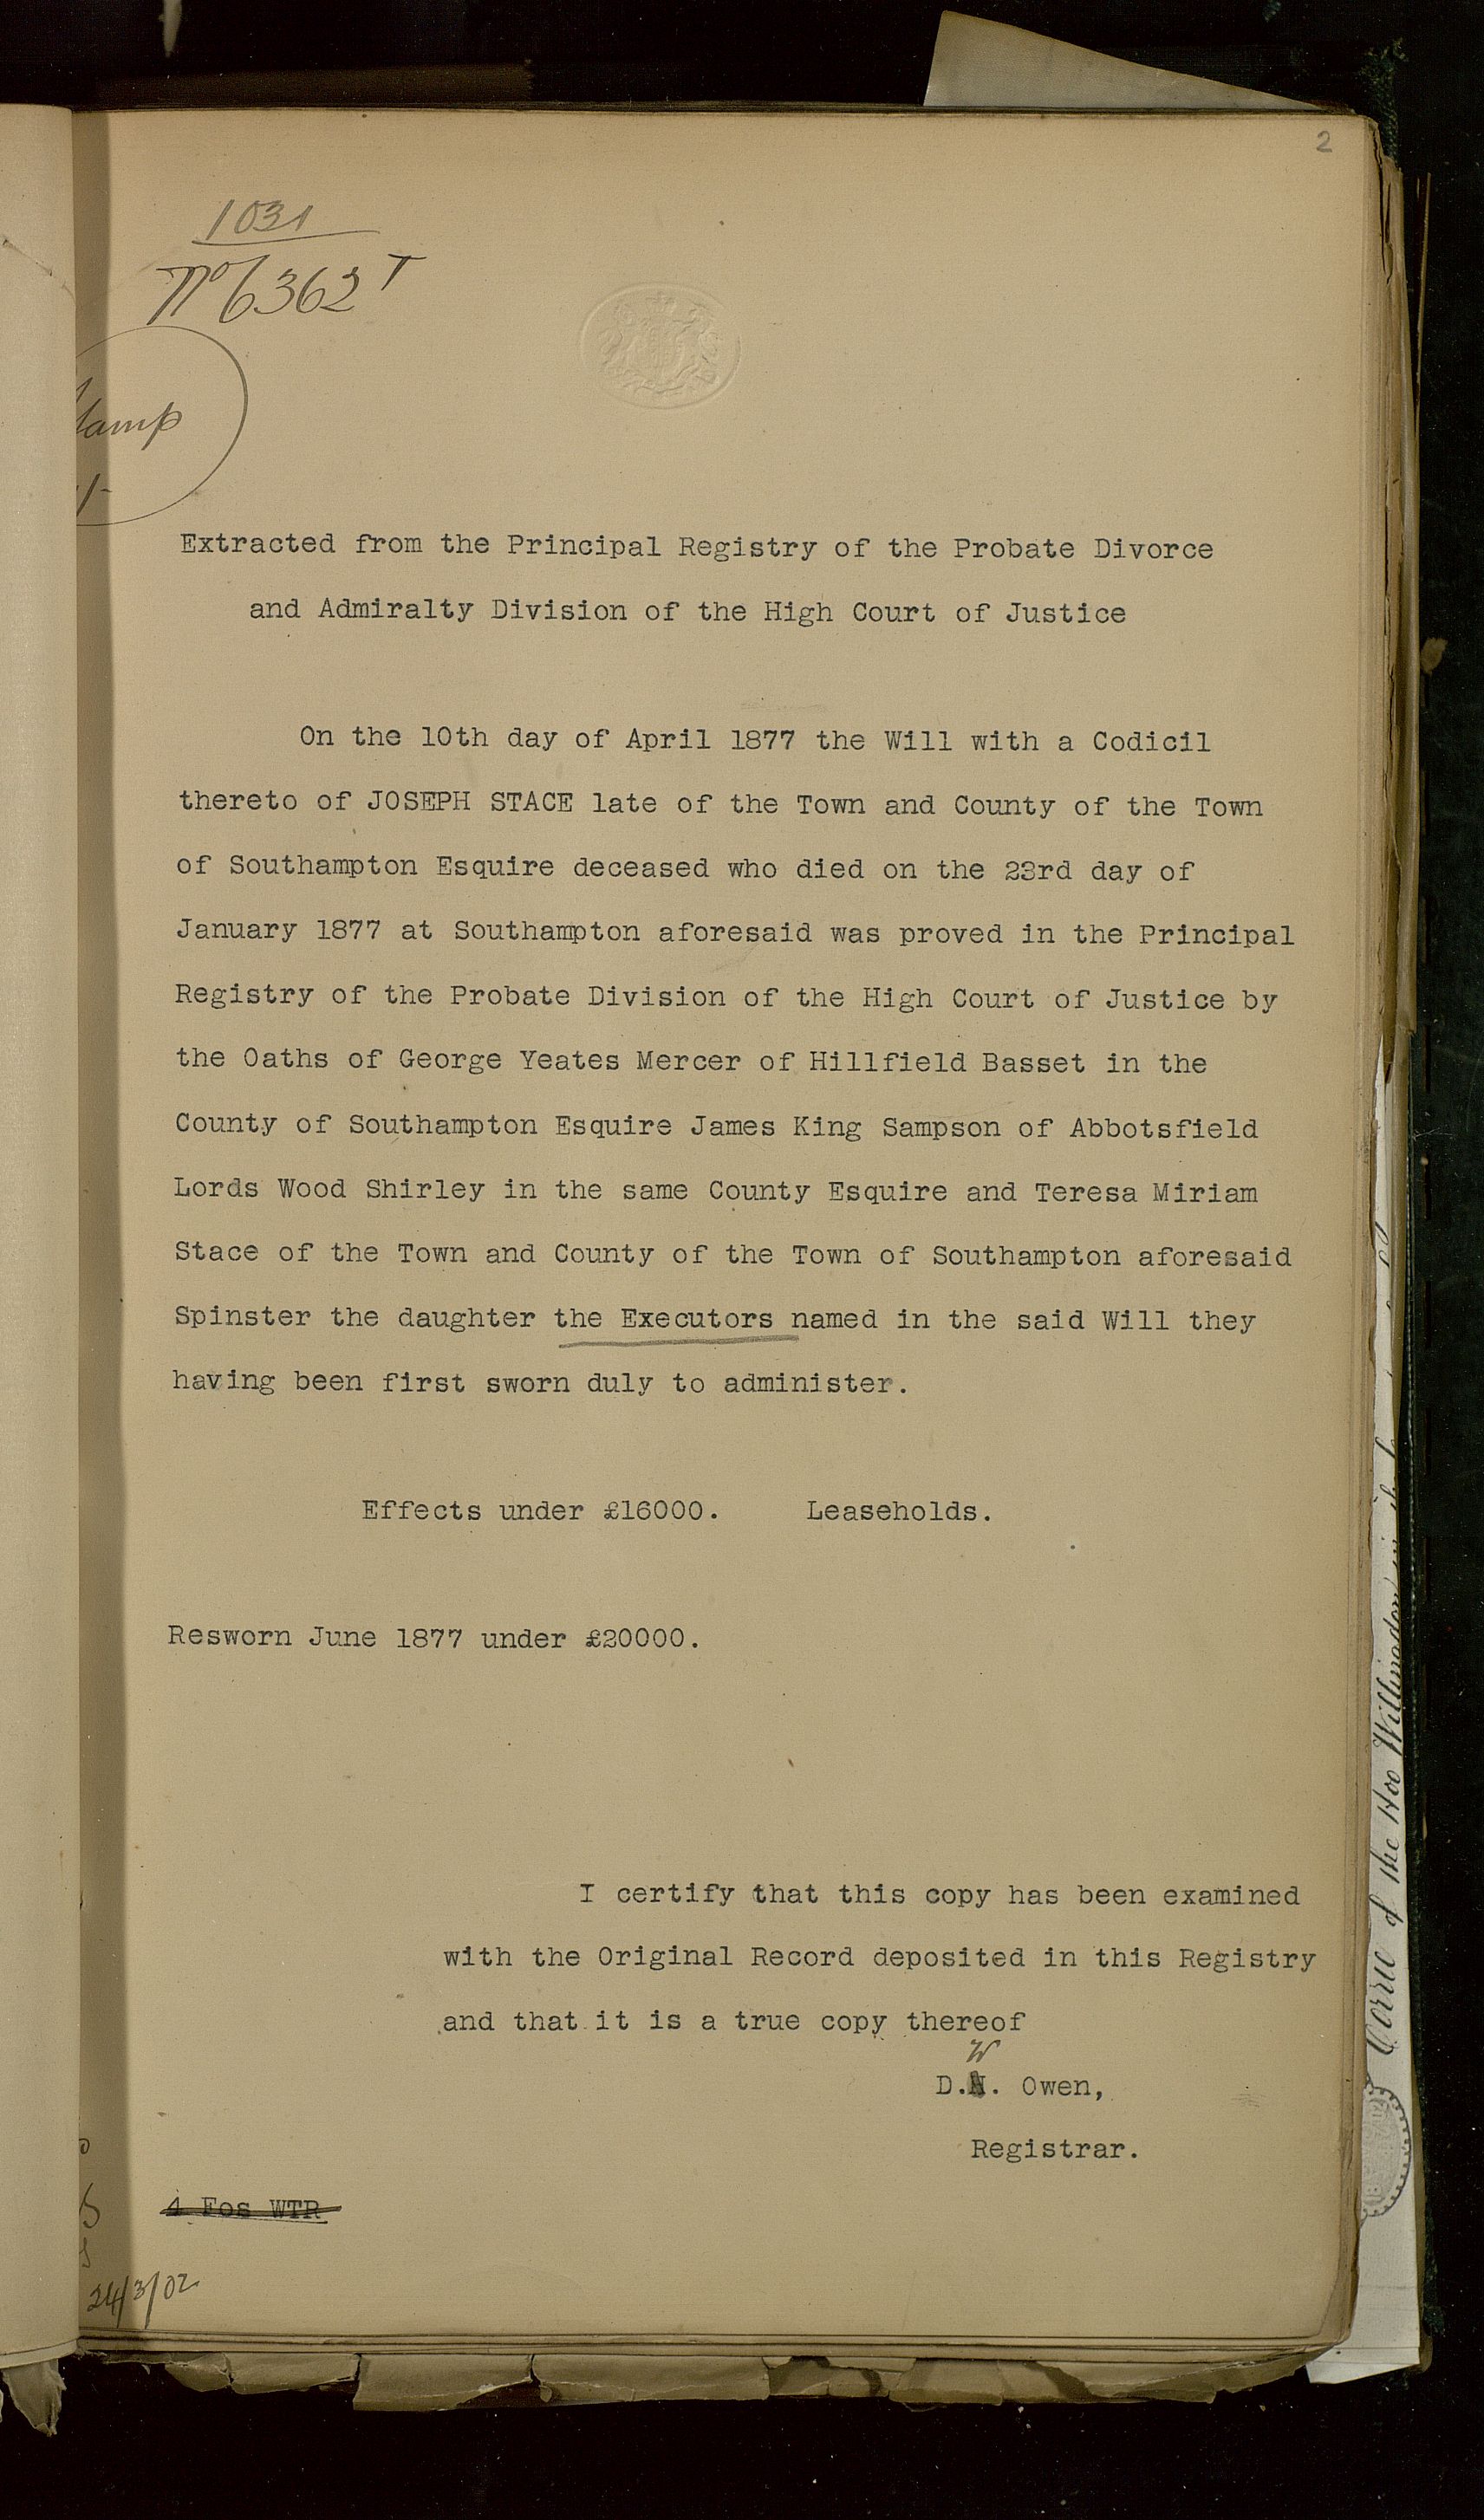 2
1031
No 6362 T
1/-
Extracted from the Principal Registry of the Probate Divorce
and Admiralty Division of the High Court of Justice
On the 10th day of April 1877 the Will with a Codicil
thereto of JOSEPH STACE late of the Town and County of the Town
of Southampton Esquire deceased who died on the 23rd day of
January 1877 at Southampton aforesaid was proved in the Principal
Registry of the Probate Division of the High Court of Justice by
the Oaths of George Yeates Mercer of Hillfield Basset in the
County of Southampton Esquire James King Sampson of Abbotsfield
Lords Wood Shirley in the same County Esquire and Teresa Miriam
Stace of the Town and County of the Town of Southampton aforesaid
Spinster the daughter the Executors named in the said Will they
having been first sworn duly to administer.
Effects under £16000. Leaseholds.
Resworn June 1877 under £20000.
I certify that this copy has been examined
with the Original Record deposited in this Registry
and that it is a true copy thereof
W
D.N. Owen,
Registrar.
4 Fos WTR
24/3/02
of the Hoo Willingdon